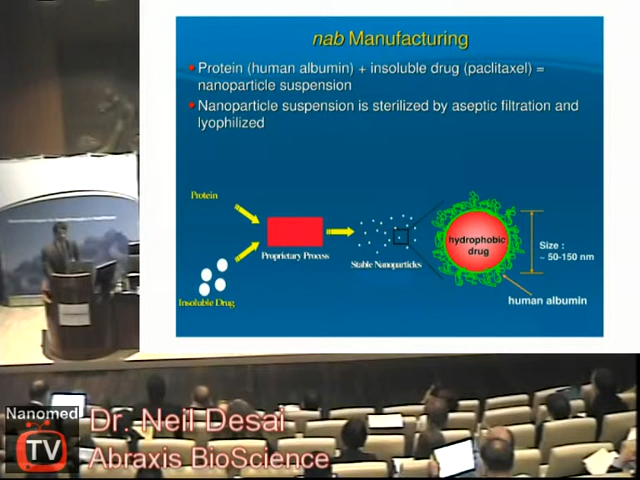 nab Manufacturing
Protein (human albumin) + insoluble drug (paclitaxel) =
nanoparticle suspension
Nanoparticle suspension is sterilized by aseptic filtration and
lyophilized
Protein
Insoluble Drug
Proprietary Process
Stable Nanoparticles
hydrophobic
drug
Size :
~ 50-150 nm
human albumin
Nanomed
TV
Dr. Neil Desai
Abraxis BioScience